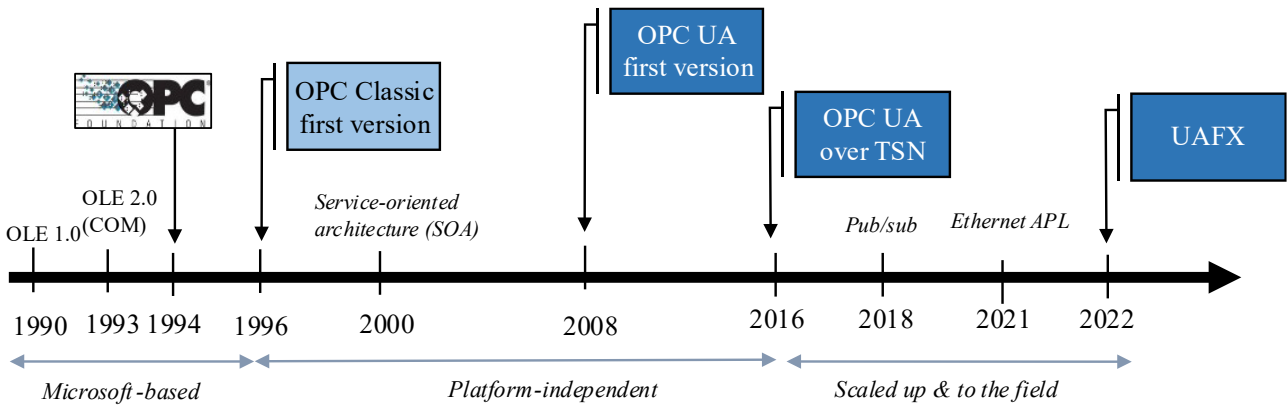 OPC
FOUNDATION
OPC Classic
first version
OPC UA
first version
OPC UA
over TSN
UAFX
OLE 1.0
OLE 2.0
(COM)
Service-oriented
architecture (SOA)
Pub/sub
Ethernet APL
1990
1993
1994
1996
2000
2008
2016
2018
2021
2022
Microsoft-based
Platform-independent
Scaled up & to the field